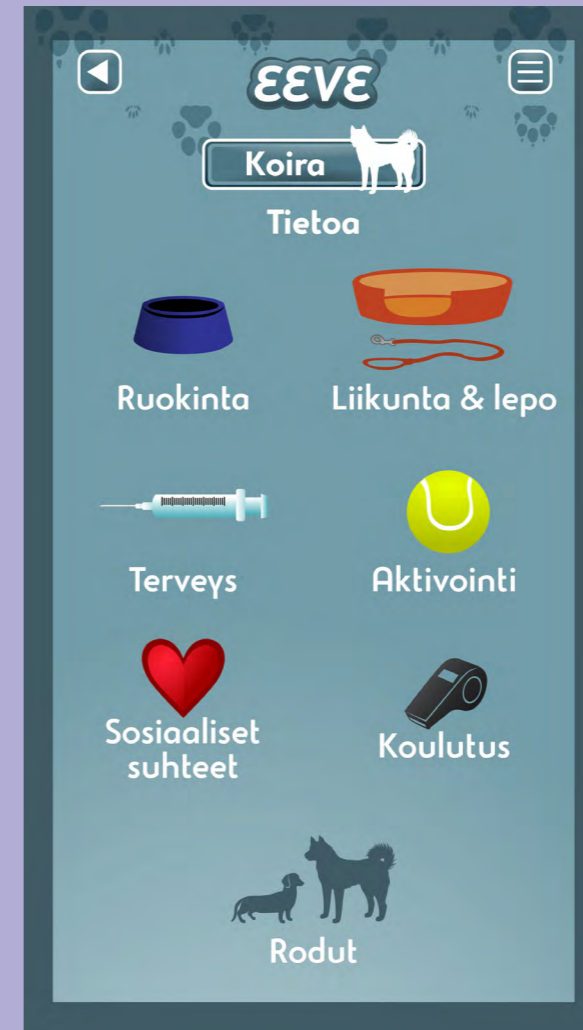 EEVE
Koira
Tietoa
Ruokinta
Liikunta & lepo
Terveys
Aktivointi
Sosiaaliset
suhteet
Koulutus
Rodut